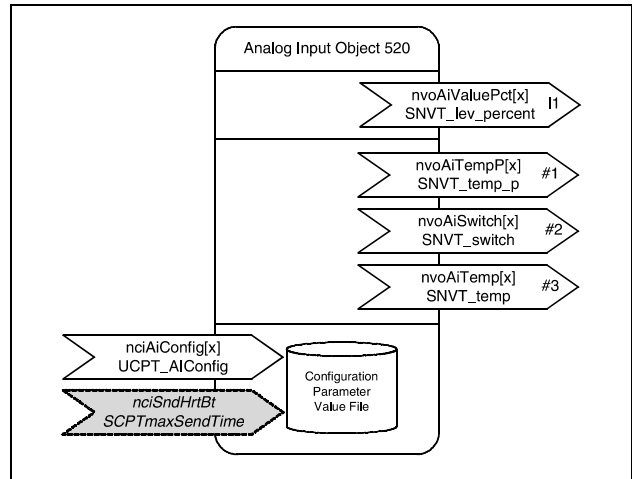 Analog Input Object 520
nvoAiValuePct[x] I1
SNVT_lev_percent
nvoAiTempP[x] #1
SNVT_temp_p
nvoAiSwitch[x] #2
SNVT_switch
nvoAiTemp[x] #3
SNVT_temp
nciAiConfig[x]
UCPT_AIConfig
nciSndHrtBt
SCPTmaxSendTime
Configuration
Parameter
Value File